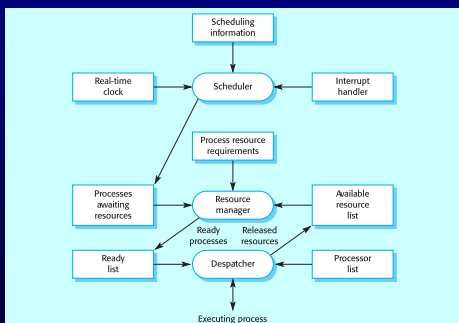 Scheduling
information
Real-time
clock
Scheduler
Interrupt
handler
Process resource
requirements
Processes
awaiting
resources
Resource
manager
Available
resource
list
Ready
processes
Released
resources
Ready
list
Despatcher
Processor
list
Executing process